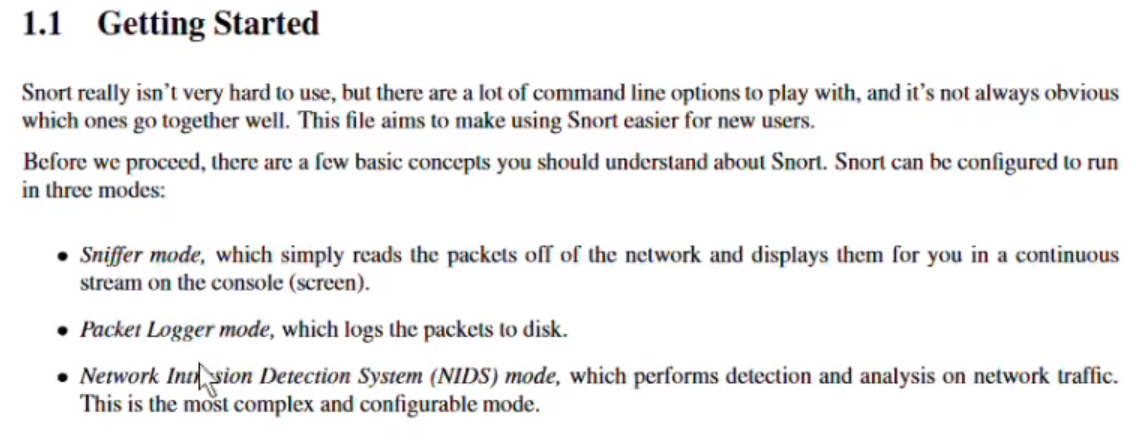 1.1 Getting Started
Snort really isn't very hard to use, but there are a lot of command line options to play with, and it's not always obvious
which ones go together well. This file aims to make using Snort easier for new users.
Before we proceed, there are a few basic concepts you should understand about Snort. Snort can be configured to run
in three modes:
• Sniffer mode, which simply reads the packets off of the network and displays them for you in a continuous
stream on the console (screen).
• Packet Logger mode, which logs the packets to disk.
• Network Intrusion Detection System (NIDS) mode, which performs detection and analysis on network traffic.
This is the most complex and configurable mode.